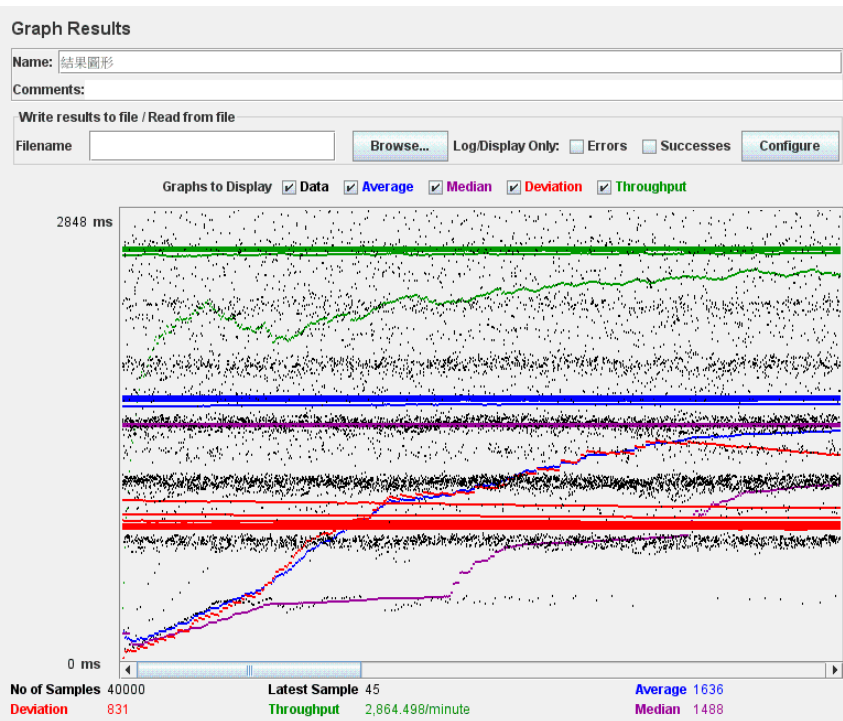 Graph Results
Name: 結果圖形
Comments:
Write results to file / Read from file
Filename Browse... Log/Display Only: Errors Successes Configure
Graphs to Display Data Average Median Deviation Throughput
2848 ms
0 ms
No of Samples 40000 Latest Sample 45 Average 1636
Deviation 831 Throughput 2,864.498/minute Median 1488